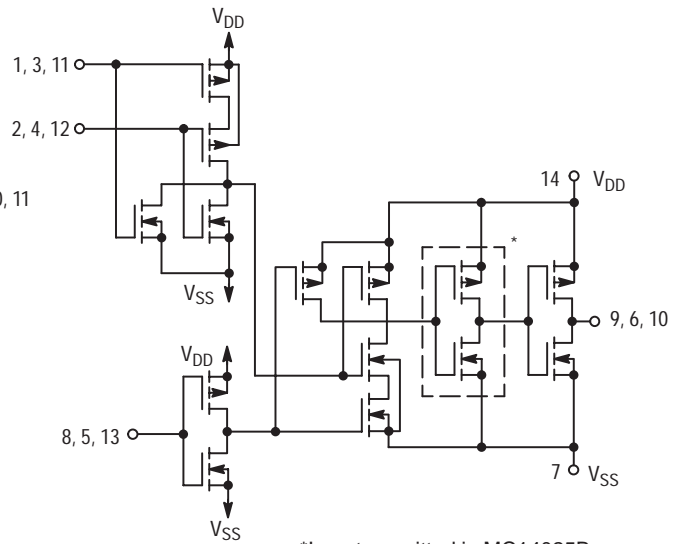 V_DD
1, 3, 11
2, 4, 12
14 V_DD
, 11
*
V_SS
9, 6, 10
V_DD
8, 5, 13
7 V_SS
V_SS